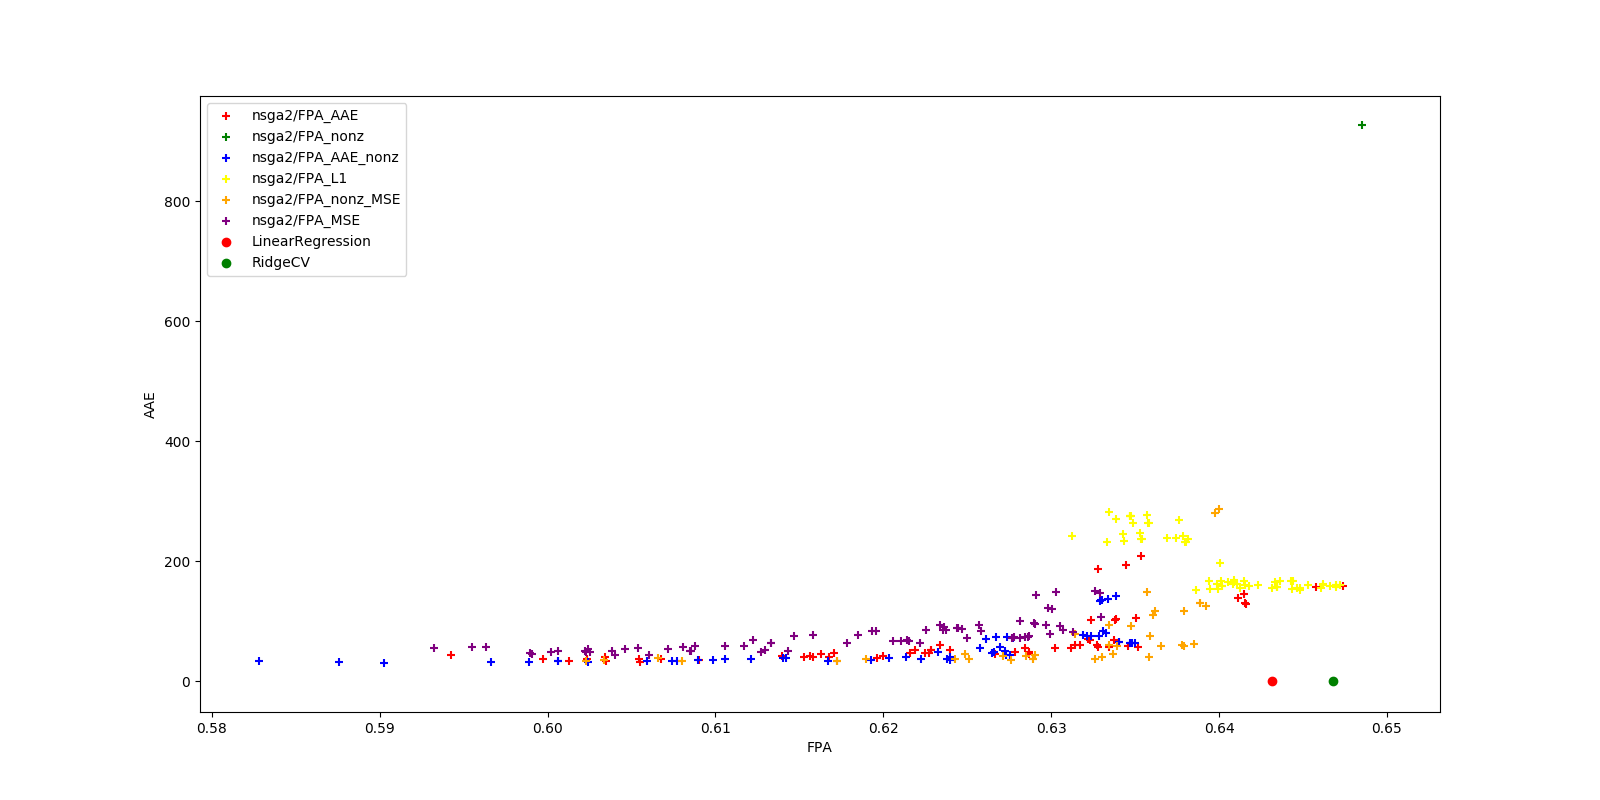 nsga2/FPA_AAE
nsga2/FPA_nonz
nsga2/FPA_AAE_nonz
nsga2/FPA_L1
nsga2/FPA_nonz_MSE
nsga2/FPA_MSE
LinearRegression
RidgeCV
800
600
400
200
0
AAE
0.58 0.59 0.60 0.61 0.62 0.63 0.64 0.65
FPA